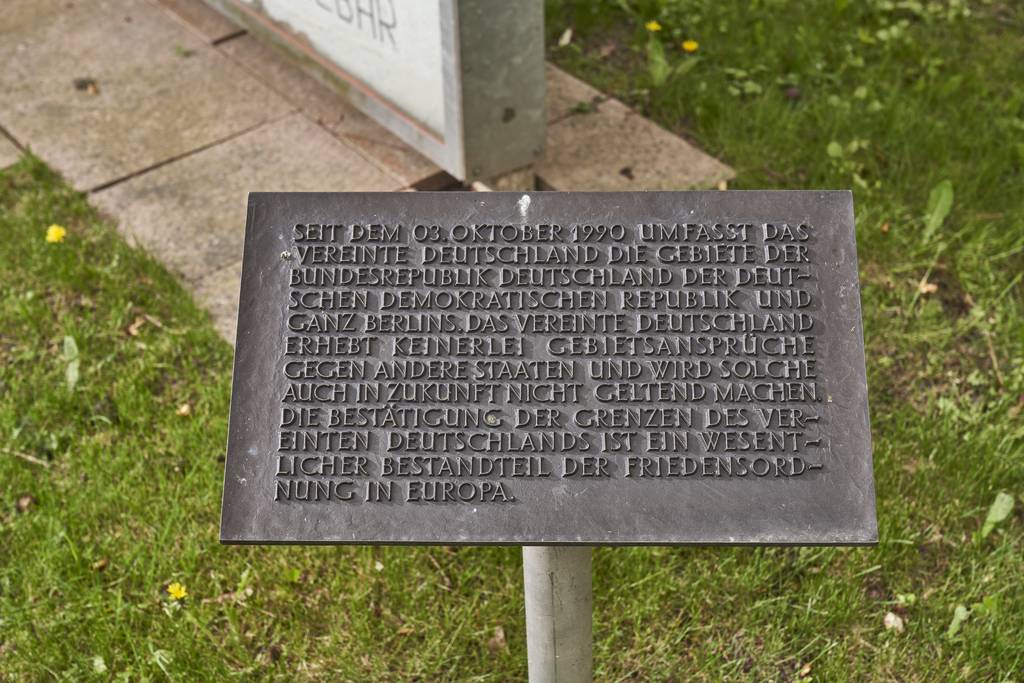 SEIT DEM 03. OKTOBER 1990 UMFASST DAS
VEREINTE DEUTSCHLAND DIE GEBIETE DER
BUNDESREPUBLIK DEUTSCHLAND DER DEUT-
SCHEN DEMOKRATISCHEN REPUBLIK UND
GANZ BERLINS. DAS VEREINTE DEUTSCHLAND
ERHEBT KEINERLEI GEBIETSANSPRÜCHE
GEGEN ANDERE STAATEN UND WIRD SOLCHE
AUCH IN ZUKUNFT NICHT GELTEND MACHEN.
DIE BESTÄTIGUNG DER GRENZEN DES VER-
EINTEN DEUTSCHLANDS IST EIN WESENT-
LICHER BESTANDTEIL DER FRIEDENSORD-
NUNG IN EUROPA.